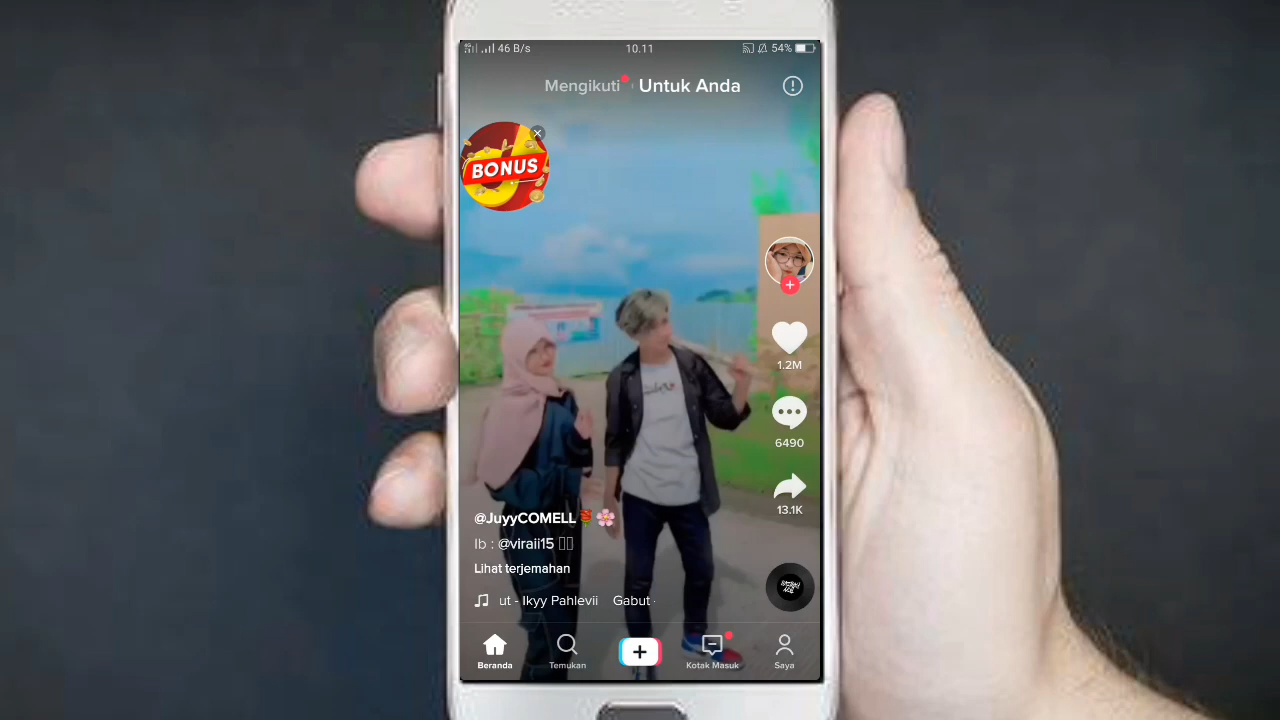 46 B/s 10.11 54%
Mengikuti Untuk Anda
BONUS
1.2M
6490
13.1K
@JuyyCOMELL🌹🌸
Ib : @viraii15
Lihat terjemahan
ut - Ikyy Pahlevii Gabut ·
Beranda Temukan Kotak Masuk Saya